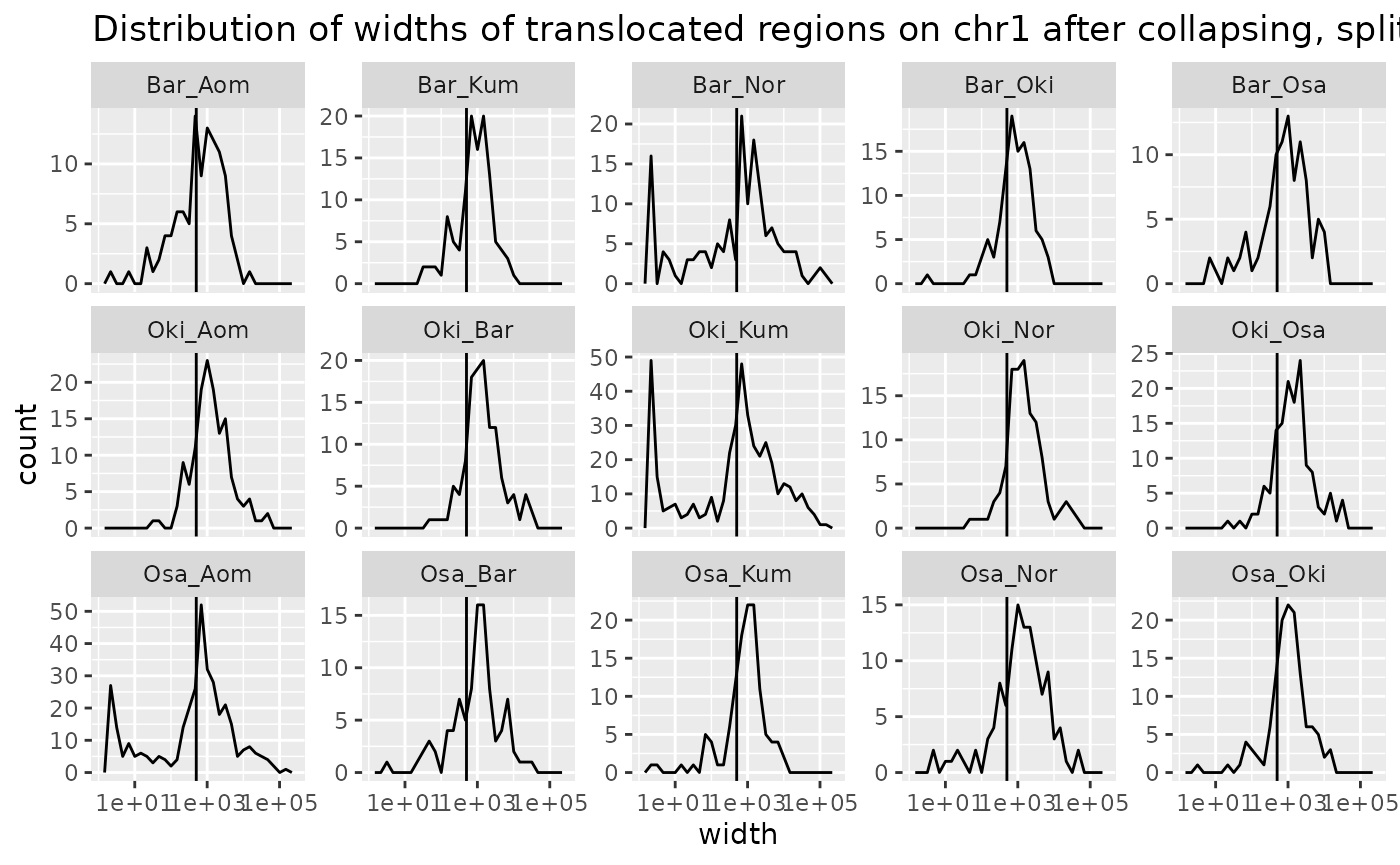 Distribution of widths of translocated regions on chr1 after collapsing, split
Bar_Aom Bar_Kum Bar_Nor Bar_Oki Bar_Osa
0 5 10 0 5 10 15 20 0 5 10 15 20 0 5 10 15 0 5 10
Oki_Aom Oki_Bar Oki_Kum Oki_Nor Oki_Osa
0 5 10 15 20 0 5 10 15 20 0 10 20 30 40 50 0 5 10 15 0 5 10 15 20 25
count
Osa_Aom Osa_Bar Osa_Kum Osa_Nor Osa_Oki
0 10 20 30 40 50 0 5 10 15 0 5 10 15 20 0 5 10 15 0 5 10 15 20
1e+01 1e+03 1e+05 1e+01 1e+03 1e+05 1e+01 1e+03 1e+05 1e+01 1e+03 1e+05 1e+01 1e+03 1e+05
width